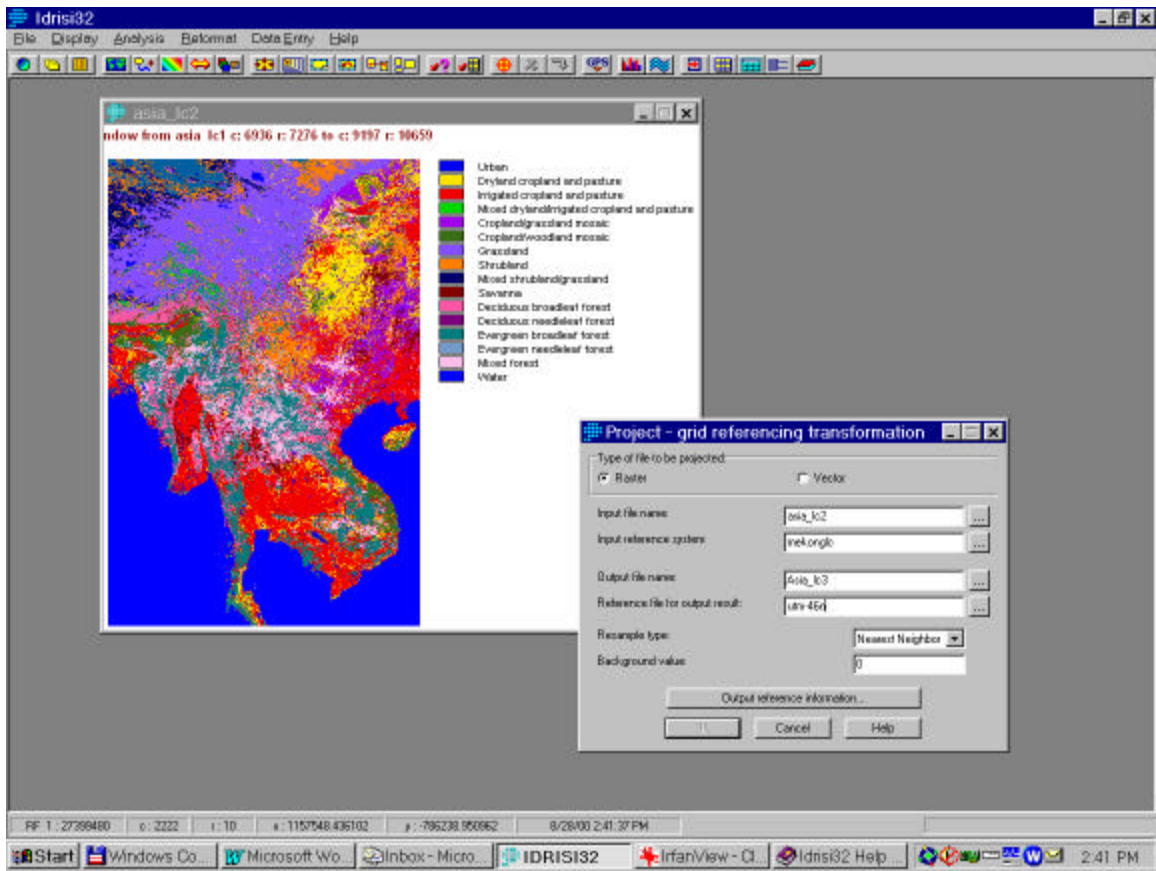 Idrisi32
File Display Analysis Reformat Data Entry Help
asia_lc2
ndow from asia_lc1 c: 6936 r: 7276 to c: 9197 r: 10659
Urban
Dryland cropland and pasture
Irrigated cropland and pasture
Mixed dryland/irrigated cropland and pasture
Cropland/grassland mosaic
Cropland/woodland mosaic
Grassland
Shrubland
Mixed shrubland/grassland
Savanna
Deciduous broadleaf forest
Deciduous needleleaf forest
Evergreen broadleaf forest
Evergreen needleleaf forest
Mixed forest
Water
Project - grid referencing transformation
Type of file to be projected:
Raster Vector
Input file name: asia_lc2 ...
Input reference system: mekonglc ...
Output file name: Asia_lc3 ...
Reference file for output result: utm-46n ...
Resample type: Nearest Neighbor
Background value: 0
Output reference information...
Cancel Help
RF 1 : 27399480 c : 2222 r : 10 x : 1157548.436102 y : -786238.950962 8/28/00 2:41:37 PM
Start Windows Co... Microsoft Wo... Inbox - Micro... IDRISI32 IrfanView - Cl... Idrisi32 Help ... 2:41 PM